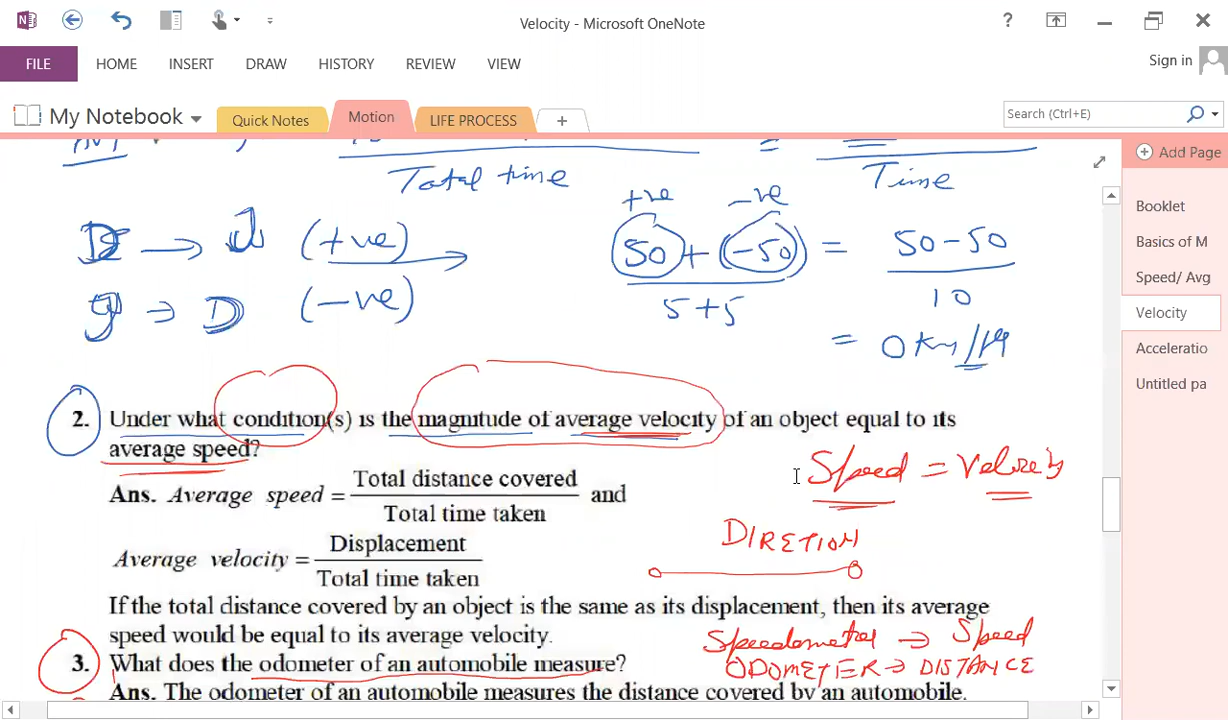 Velocity - Microsoft OneNote
?
Sign in
FILE HOME INSERT DRAW HISTORY REVIEW VIEW
My Notebook Quick Notes Motion LIFE PROCESS +
Search (Ctrl+E)
Add Page
Booklet
Basics of M
Speed/ Avg
Velocity
Acceleratio
Untitled pa
Total time = Time
+ve -ve
(+ve) 50 + (-50) = 50-50
5+5 10
D (-ve)
= 0 Km/Hr
2. Under what condition(s) is the magnitude of average velocity of an object equal to its
average speed?
Speed = Velocity
Ans. Average speed = Total distance covered and
Total time taken
DIRETION
Average velocity = Displacement
Total time taken
If the total distance covered by an object is the same as its displacement, then its average
speed would be equal to its average velocity.
Speedometer → Speed
3. What does the odometer of an automobile measure?
ODOMETER → DISTANCE
Ans. The odometer of an automobile measures the distance covered by an automobile.